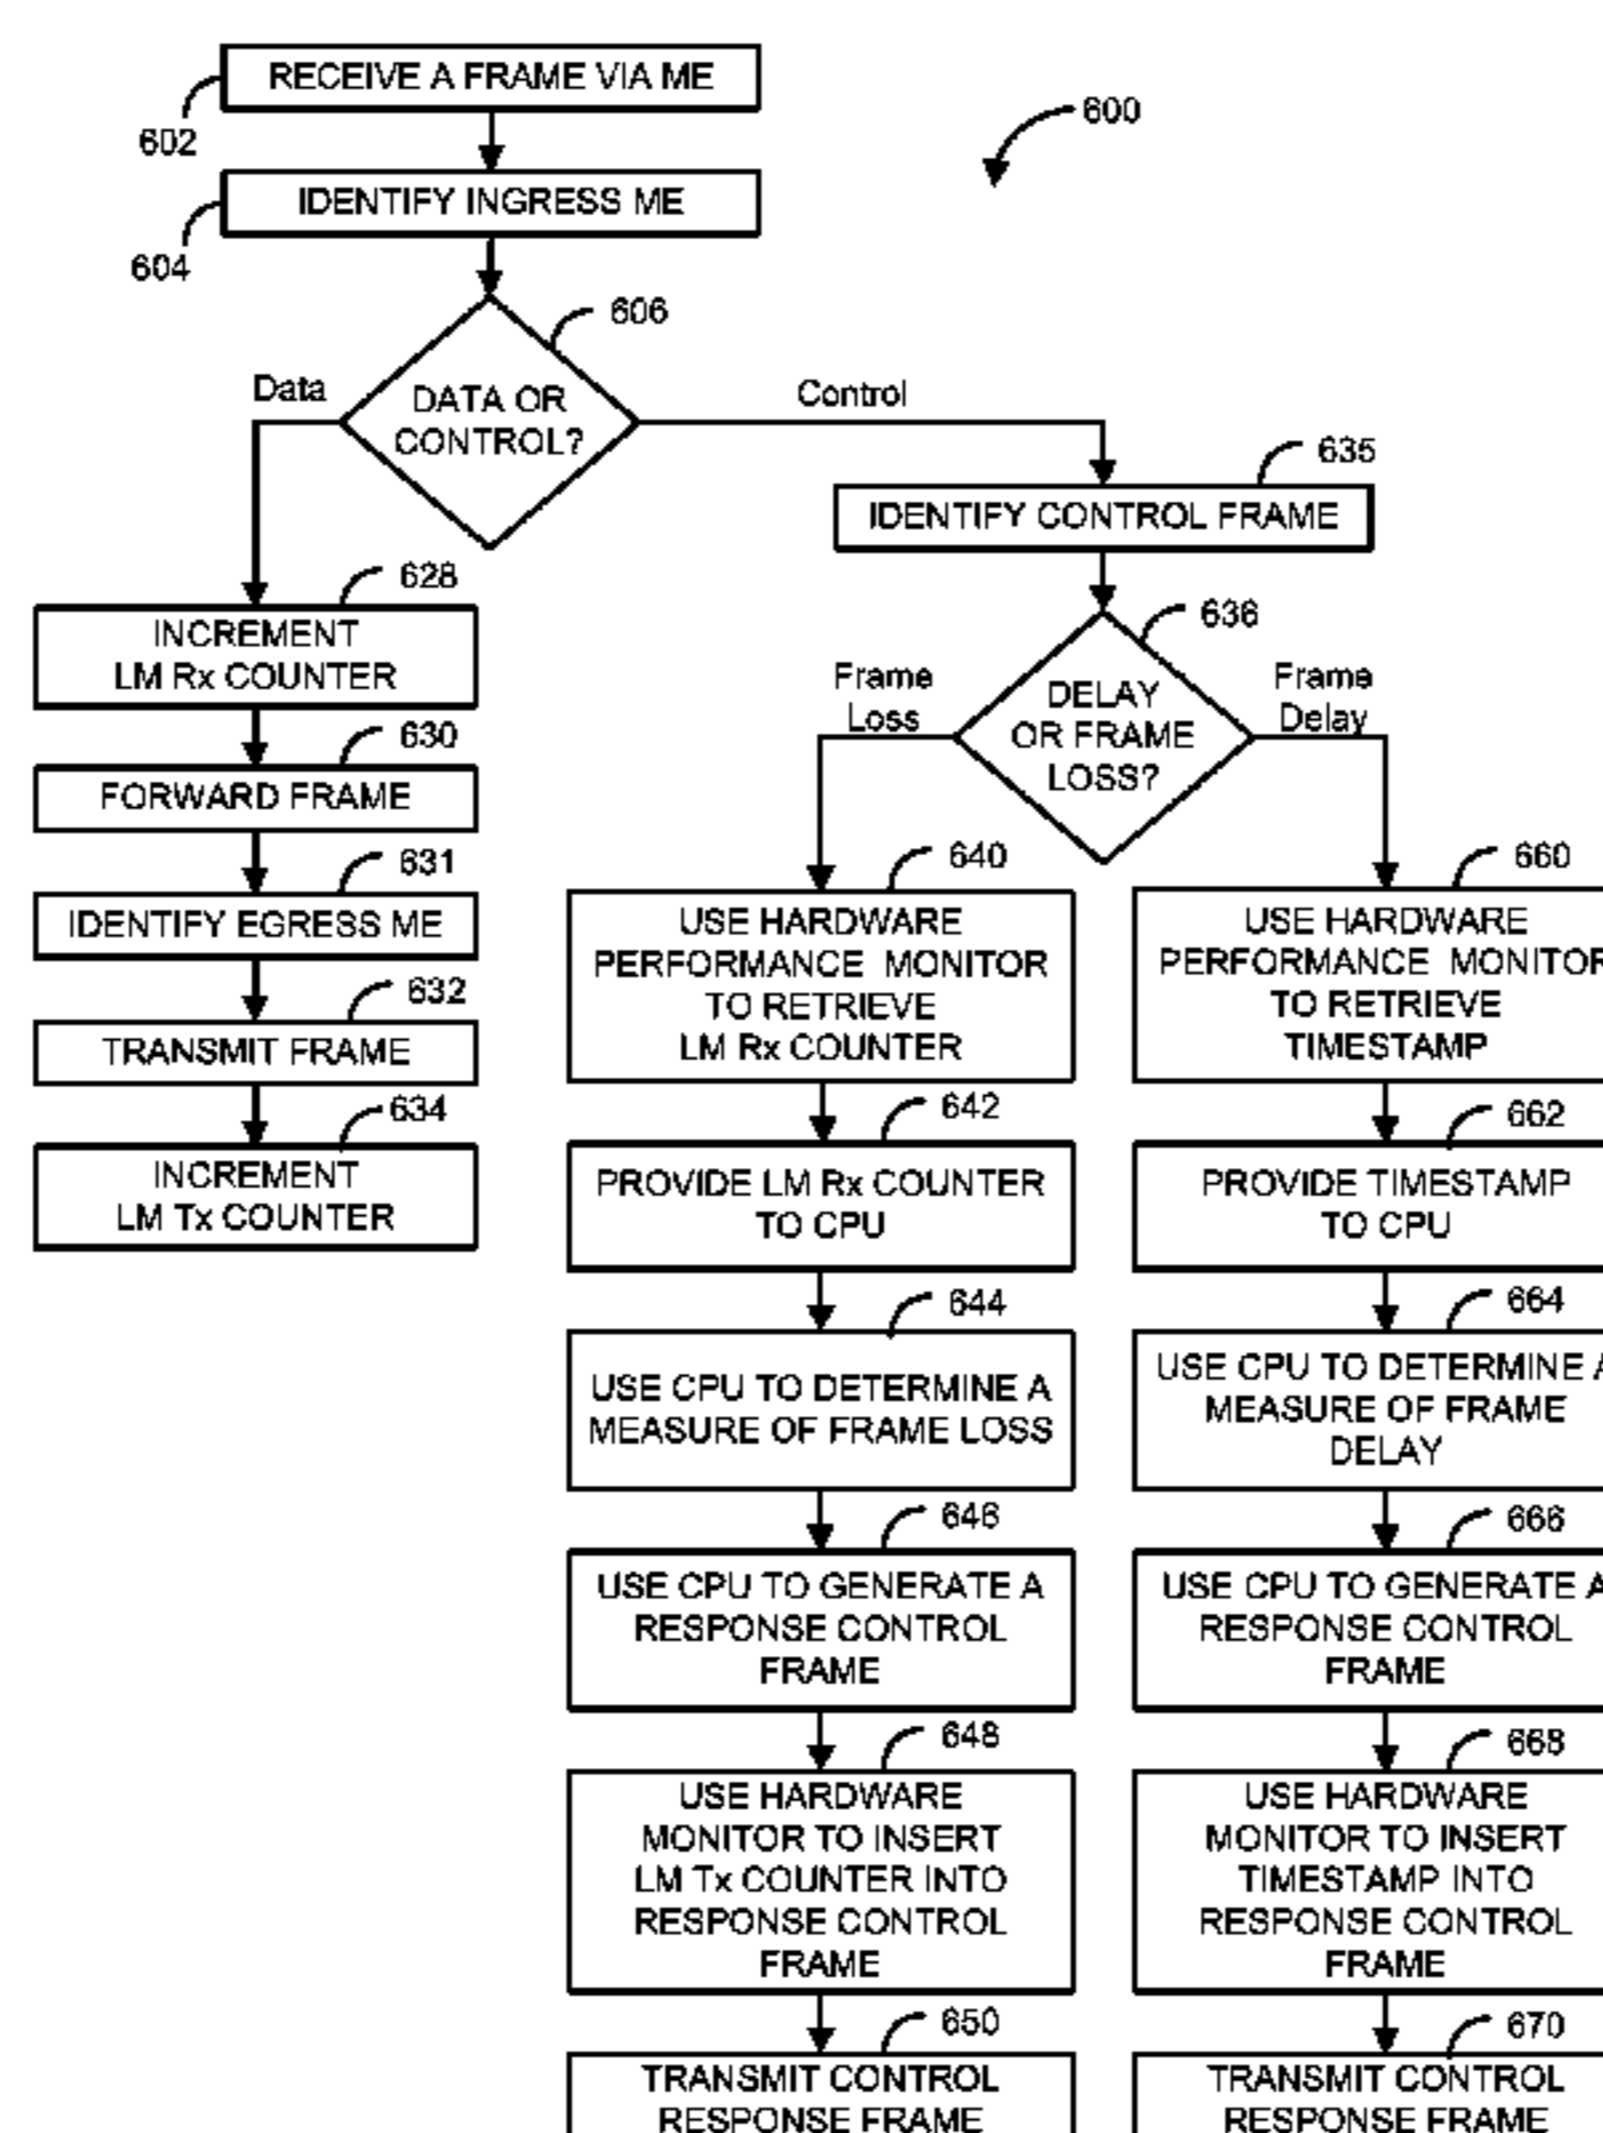 RECEIVE A FRAME VIA ME
602
600
IDENTIFY INGRESS ME
604
606
DATA OR
CONTROL?
Data
Control
628
INCREMENT
LM Rx COUNTER
630
FORWARD FRAME
631
IDENTIFY EGRESS ME
632
TRANSMIT FRAME
634
INCREMENT
LM Tx COUNTER
635
IDENTIFY CONTROL FRAME
636
DELAY
OR FRAME
LOSS?
Frame
Loss
Frame
Delay
640
USE HARDWARE
PERFORMANCE MONITOR
TO RETRIEVE
LM Rx COUNTER
642
PROVIDE LM Rx COUNTER
TO CPU
644
USE CPU TO DETERMINE A
MEASURE OF FRAME LOSS
646
USE CPU TO GENERATE A
RESPONSE CONTROL
FRAME
648
USE HARDWARE
MONITOR TO INSERT
LM Tx COUNTER INTO
RESPONSE CONTROL
FRAME
650
TRANSMIT CONTROL
RESPONSE FRAME
660
USE HARDWARE
PERFORMANCE MONITOR
TO RETRIEVE
TIMESTAMP
662
PROVIDE TIMESTAMP
TO CPU
664
USE CPU TO DETERMINE A
MEASURE OF FRAME
DELAY
666
USE CPU TO GENERATE A
RESPONSE CONTROL
FRAME
668
USE HARDWARE
MONITOR TO INSERT
TIMESTAMP INTO
RESPONSE CONTROL
FRAME
670
TRANSMIT CONTROL
RESPONSE FRAME